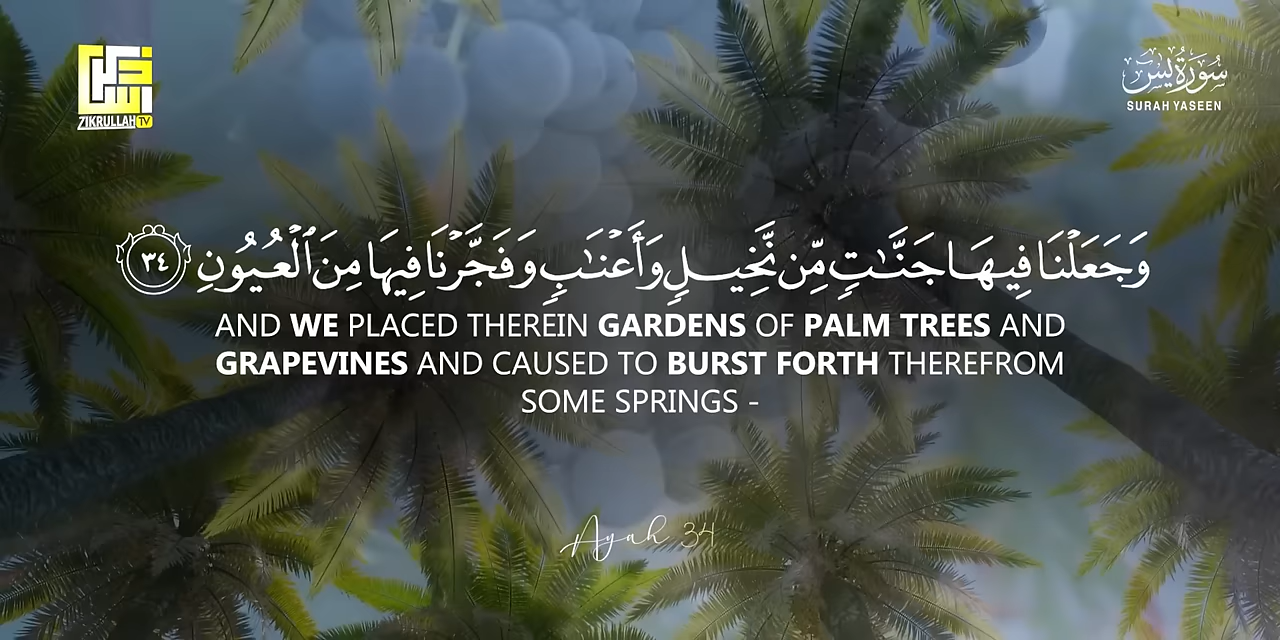 ذكر الله
ZIKRULLAH TV
سُورَةُ يسٓ
SURAH YASEEN
وَجَعَلْنَا فِيهَا جَنَّـٰتٍ مِّن نَّخِيلٍ وَأَعْنَـٰبٍ وَفَجَّرْنَا فِيهَا مِنَ ٱلْعُيُونِ ٣٤
AND WE PLACED THEREIN GARDENS OF PALM TREES AND
GRAPEVINES AND CAUSED TO BURST FORTH THEREFROM
SOME SPRINGS -
Ayah 34